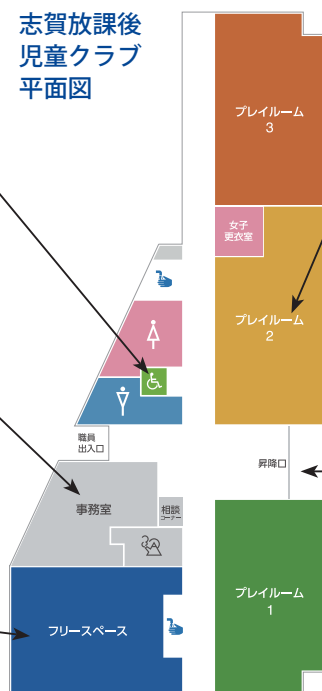 志賀放課後
児童クラブ
平面図
プレイルーム
3
女子
更衣室
プレイルーム
2
職員
出入口
昇降口
事務室
相談
コーナー
プレイルーム
1
フリースペース